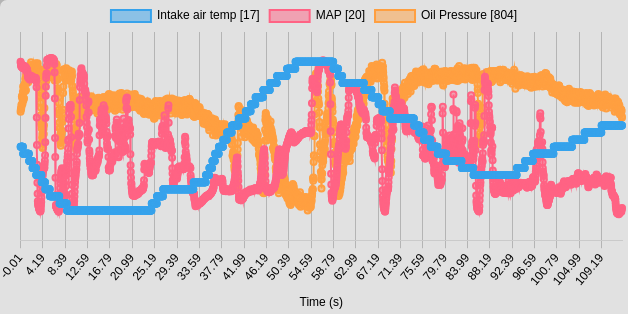 Intake air temp [17] MAP [20] Oil Pressure [804]
-0.01 4.19 8.39 12.59 16.79 20.99 25.19 29.39 33.59 37.79 41.99 46.19 50.39 54.59 58.79 62.99 67.19 71.39 75.59 79.79 83.99 88.19 92.39 96.59 100.79 104.99 109.19
Time (s)